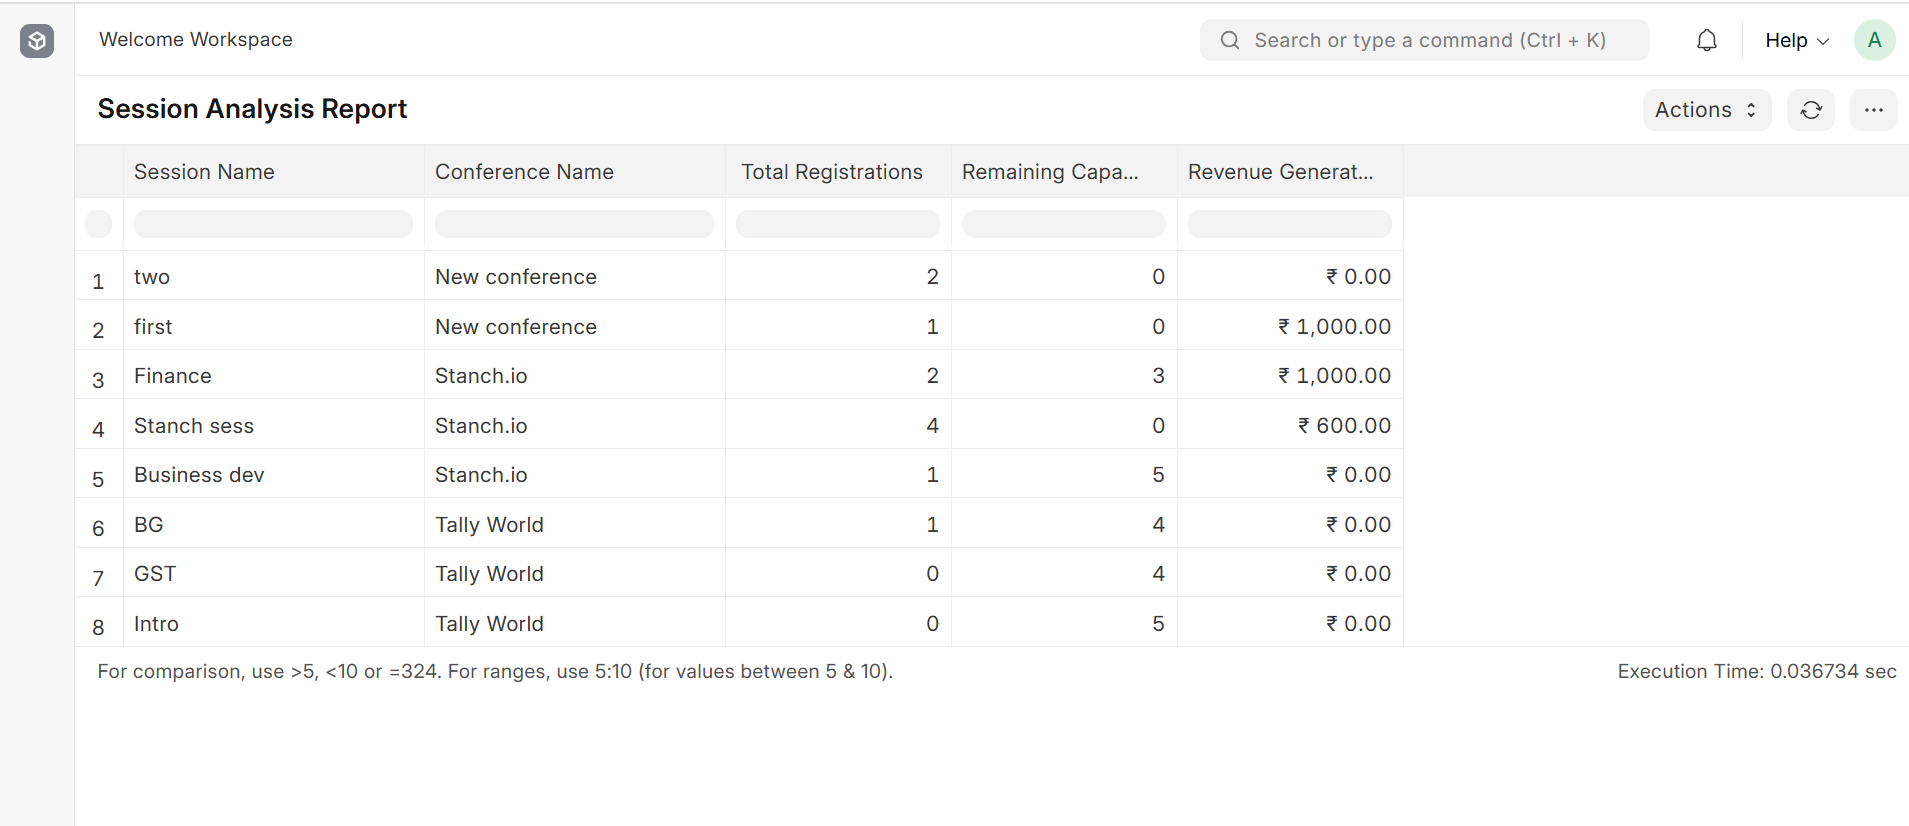 Welcome Workspace
Search or type a command (Ctrl + K)
Help
A
Session Analysis Report
Actions
Session Name Conference Name Total Registrations Remaining Capa... Revenue Generat...
1 two New conference 2 0 ₹ 0.00
2 first New conference 1 0 ₹ 1,000.00
3 Finance Stanch.io 2 3 ₹ 1,000.00
4 Stanch sess Stanch.io 4 0 ₹ 600.00
5 Business dev Stanch.io 1 5 ₹ 0.00
6 BG Tally World 1 4 ₹ 0.00
7 GST Tally World 0 4 ₹ 0.00
8 Intro Tally World 0 5 ₹ 0.00
For comparison, use >5, <10 or =324. For ranges, use 5:10 (for values between 5 & 10).
Execution Time: 0.036734 sec